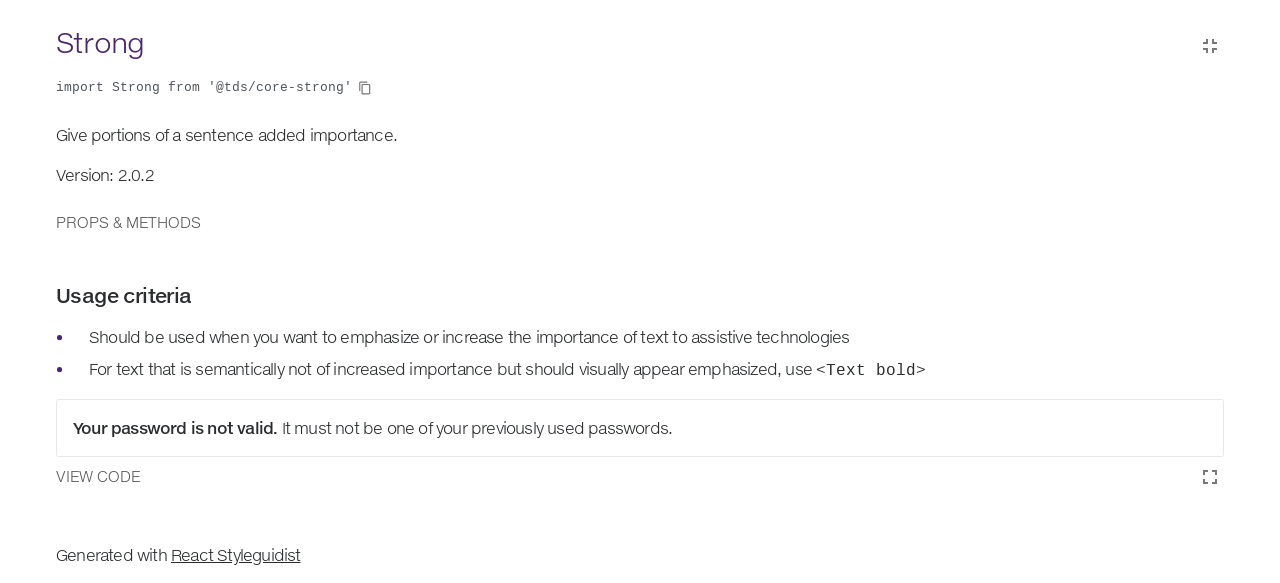 Strong
import Strong from '@tds/core-strong'
Give portions of a sentence added importance.
Version: 2.0.2
PROPS & METHODS
Usage criteria
• Should be used when you want to emphasize or increase the importance of text to assistive technologies
• For text that is semantically not of increased importance but should visually appear emphasized, use <Text bold>
Your password is not valid. It must not be one of your previously used passwords.
VIEW CODE
Generated with React Styleguidist